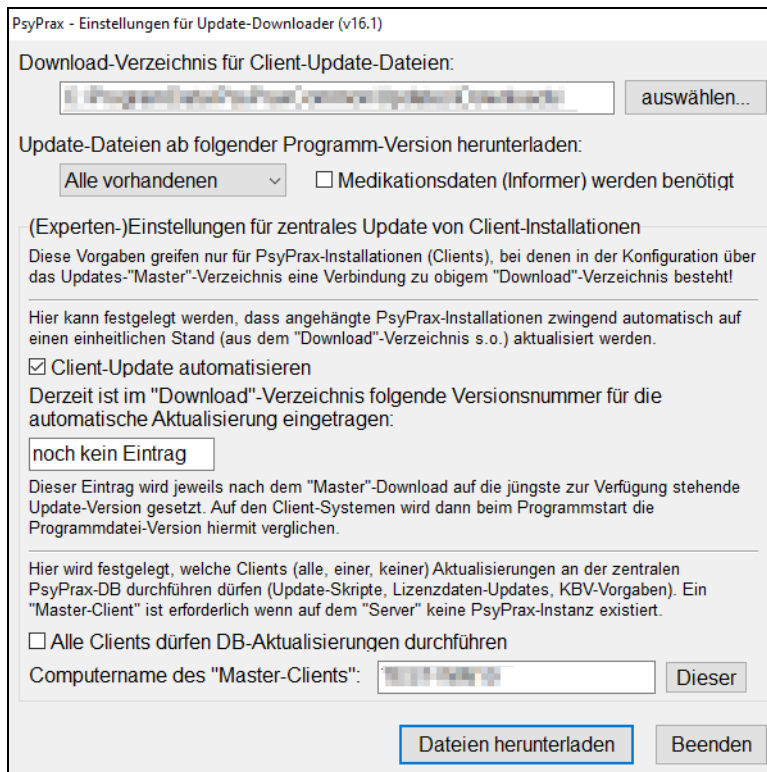 PsyPrax - Einstellungen für Update-Downloader (v16.1)
Download-Verzeichnis für Client-Update-Dateien:
auswählen...
Update-Dateien ab folgender Programm-Version herunterladen:
Alle vorhandenen
Medikationsdaten (Informer) werden benötigt
(Experten-)Einstellungen für zentrales Update von Client-Installationen
Diese Vorgaben greifen nur für PsyPrax-Installationen (Clients), bei denen in der Konfiguration über
das Updates-"Master"-Verzeichnis eine Verbindung zu obigem "Download"-Verzeichnis besteht!
Hier kann festgelegt werden, dass angehängte PsyPrax-Installationen zwingend automatisch auf
einen einheitlichen Stand (aus dem "Download"-Verzeichnis s.o.) aktualisiert werden.
Client-Update automatisieren
Derzeit ist im "Download"-Verzeichnis folgende Versionsnummer für die
automatische Aktualisierung eingetragen:
noch kein Eintrag
Dieser Eintrag wird jeweils nach dem "Master"-Download auf die jüngste zur Verfügung stehende
Update-Version gesetzt. Auf den Client-Systemen wird dann beim Programmstart die
Programmdatei-Version hiermit verglichen.
Hier wird festgelegt, welche Clients (alle, einer, keiner) Aktualisierungen an der zentralen
PsyPrax-DB durchführen dürfen (Update-Skripte, Lizenzdaten-Updates, KBV-Vorgaben). Ein
"Master-Client" ist erforderlich wenn auf dem "Server" keine PsyPrax-Instanz existiert.
Alle Clients dürfen DB-Aktualisierungen durchführen
Computername des "Master-Clients":
Dieser
Dateien herunterladen
Beenden